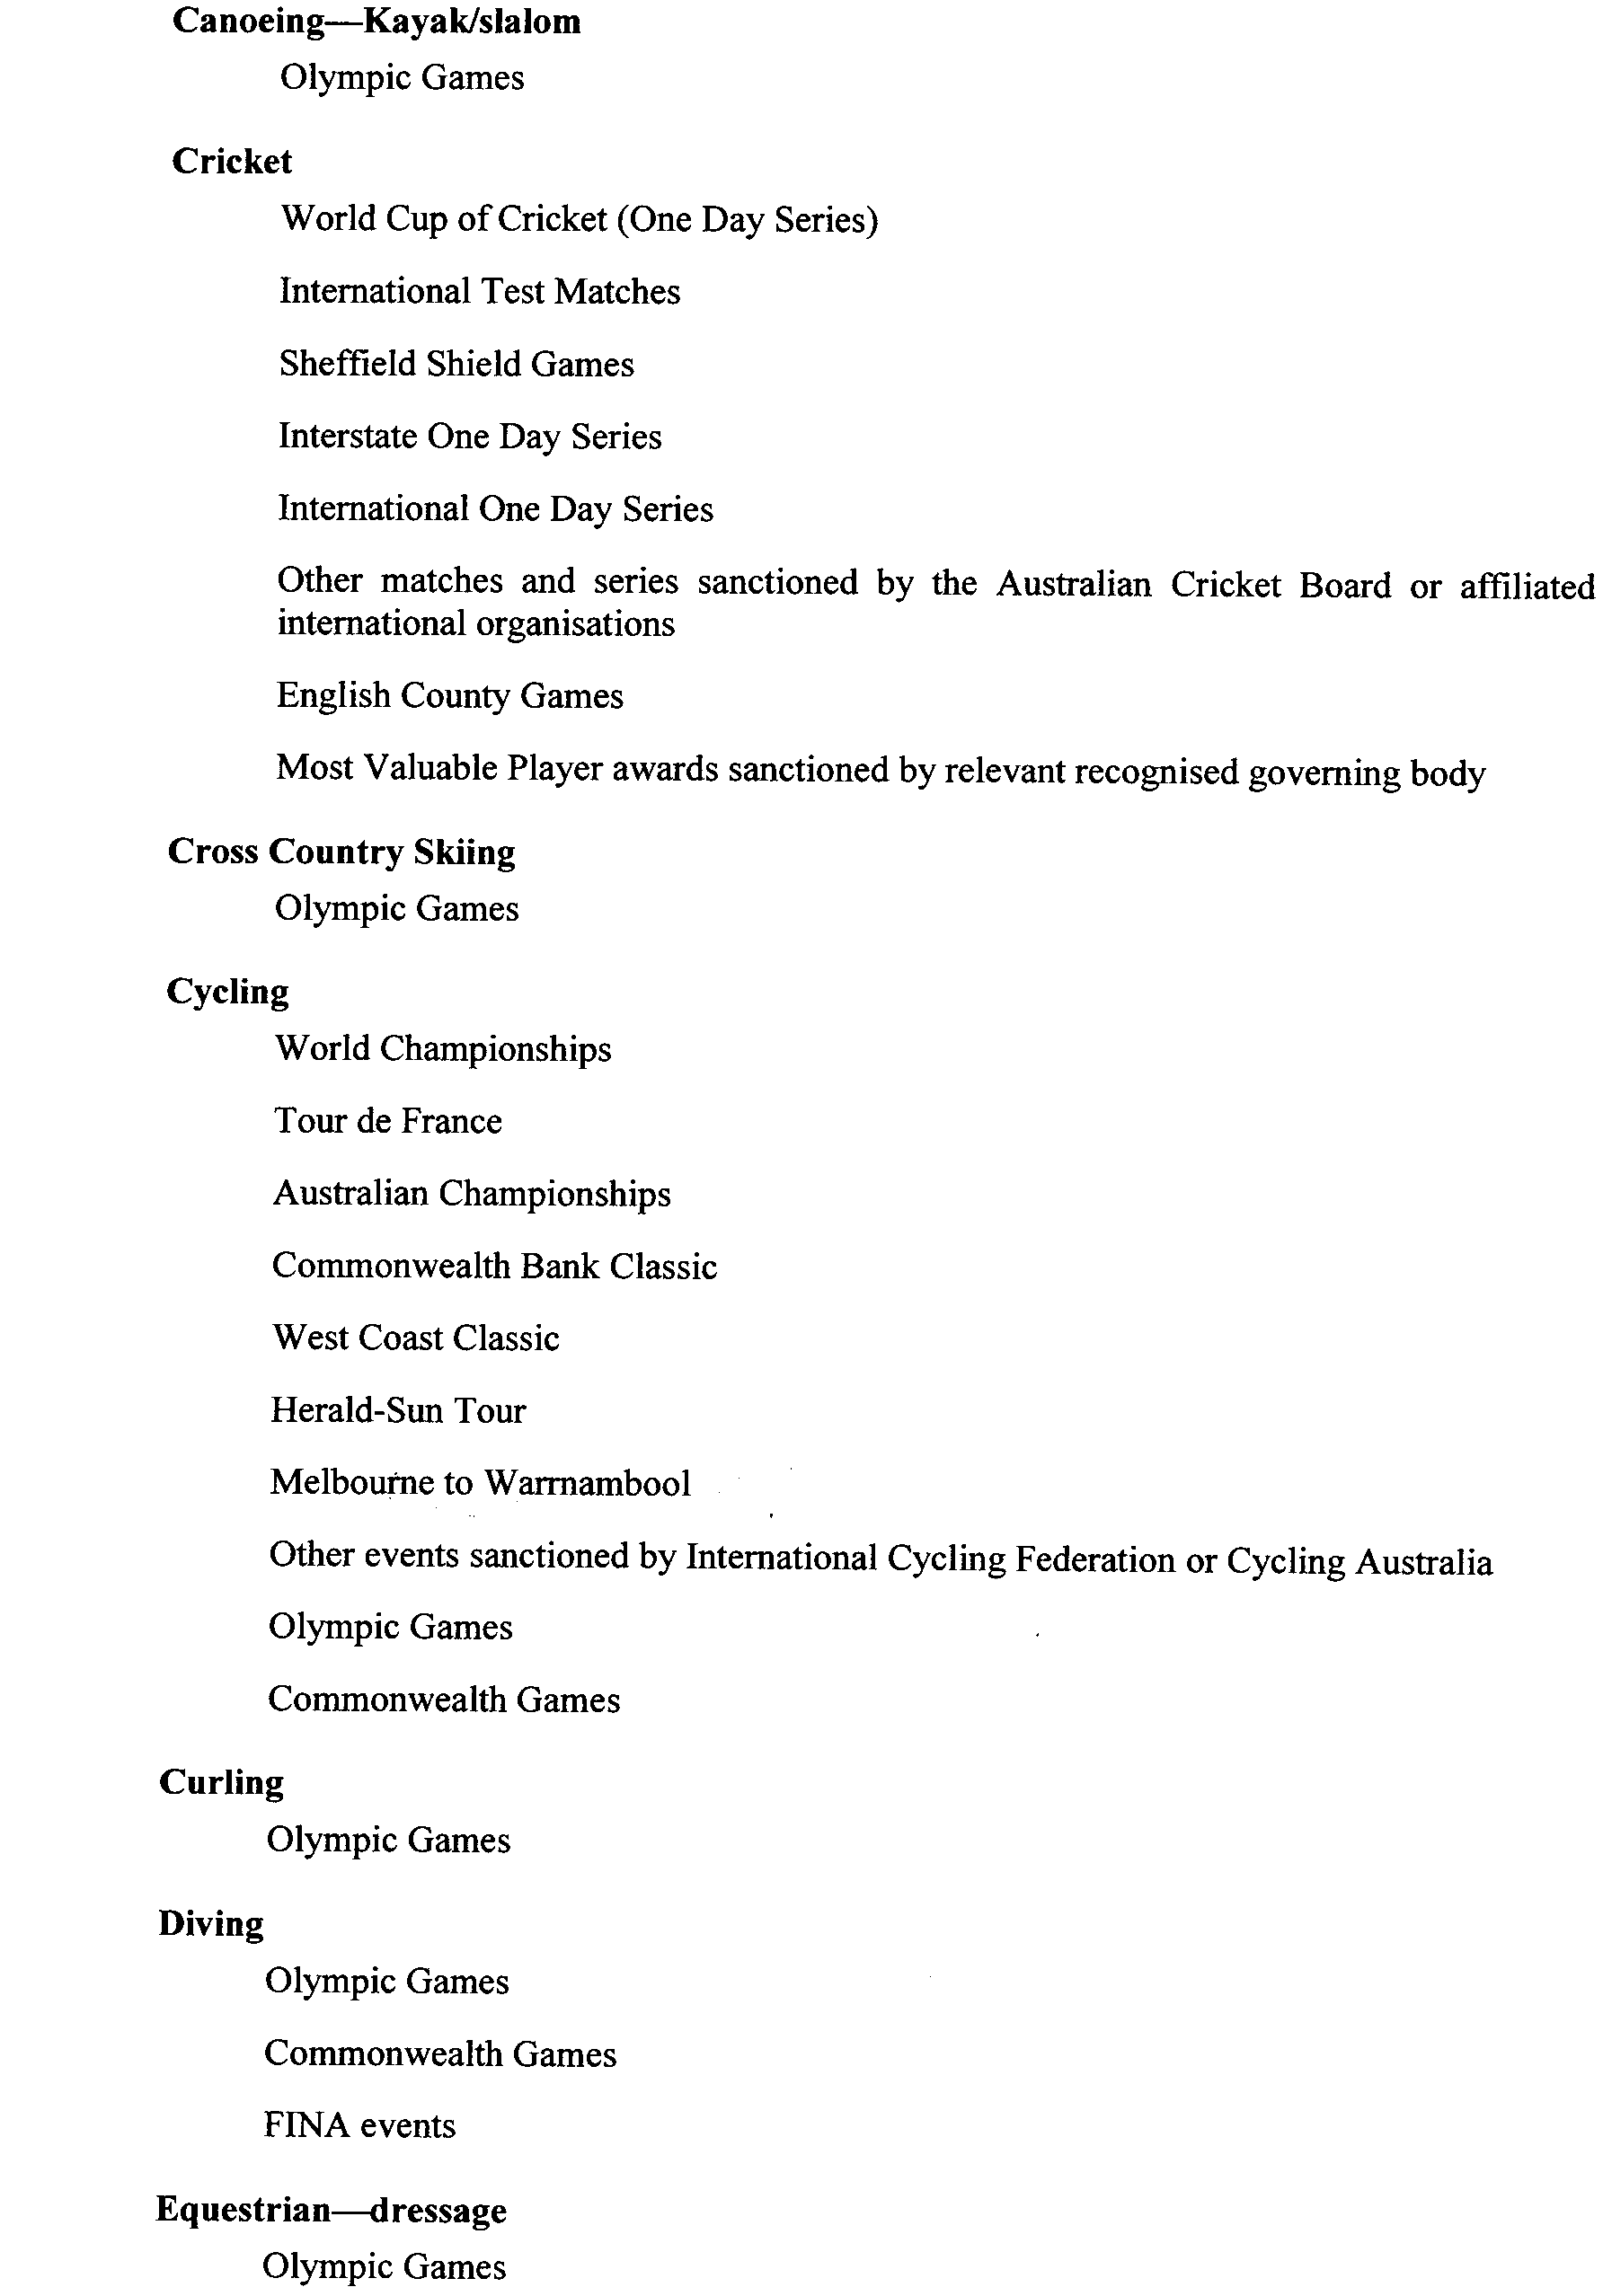 Canoeing—Kayak/slalom
Olympic Games
Cricket
World Cup of Cricket (One Day Series)
International Test Matches
Sheffield Shield Games
Interstate One Day Series
International One Day Series
Other matches and series sanctioned by the Australian Cricket Board or affiliated
international organisations
English County Games
Most Valuable Player awards sanctioned by relevant recognised governing body
Cross Country Skiing
Olympic Games
Cycling
World Championships
Tour de France
Australian Championships
Commonwealth Bank Classic
West Coast Classic
Herald-Sun Tour
Melbourne to Warrnambool
Other events sanctioned by International Cycling Federation or Cycling Australia
Olympic Games
Commonwealth Games
Curling
Olympic Games
Diving
Olympic Games
Commonwealth Games
FINA events
Equestrian—dressage
Olympic Games